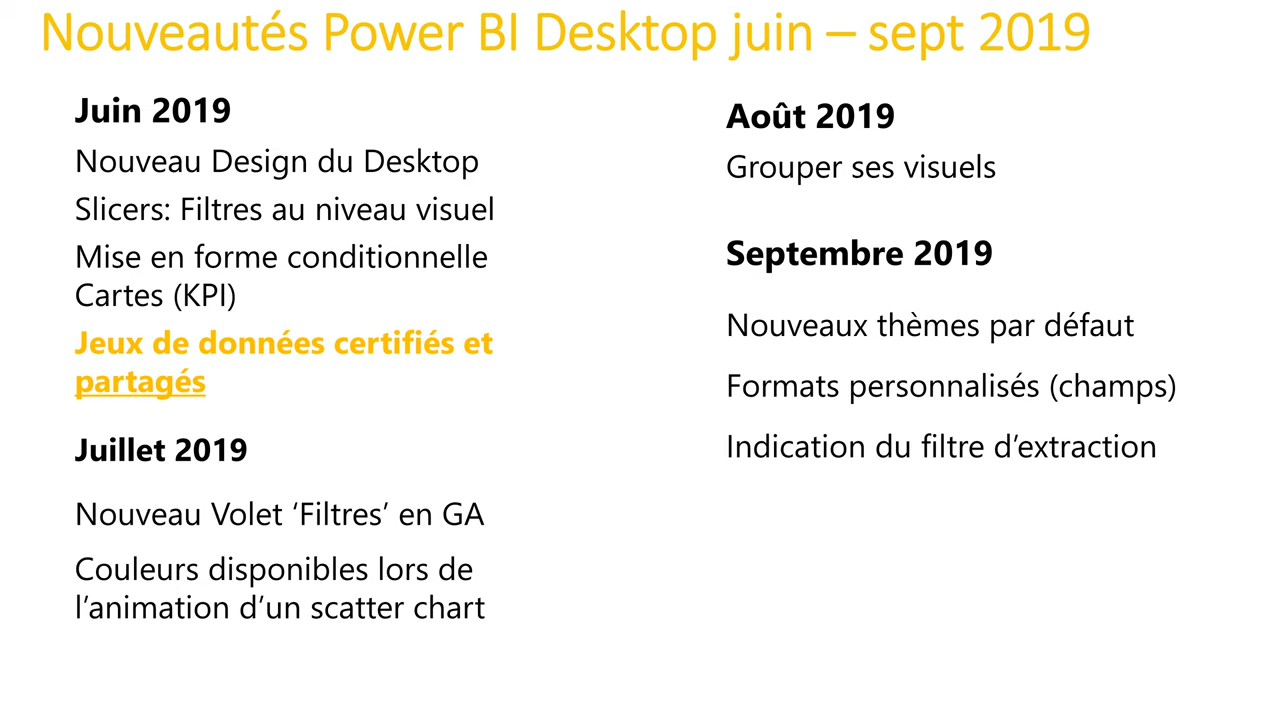 Nouveautés Power BI Desktop juin – sept 2019
Juin 2019
Nouveau Design du Desktop
Slicers: Filtres au niveau visuel
Mise en forme conditionnelle
Cartes (KPI)
Jeux de données certifiés et
partagés
Juillet 2019
Nouveau Volet ‘Filtres’ en GA
Couleurs disponibles lors de
l’animation d’un scatter chart
Août 2019
Grouper ses visuels
Septembre 2019
Nouveaux thèmes par défaut
Formats personnalisés (champs)
Indication du filtre d’extraction